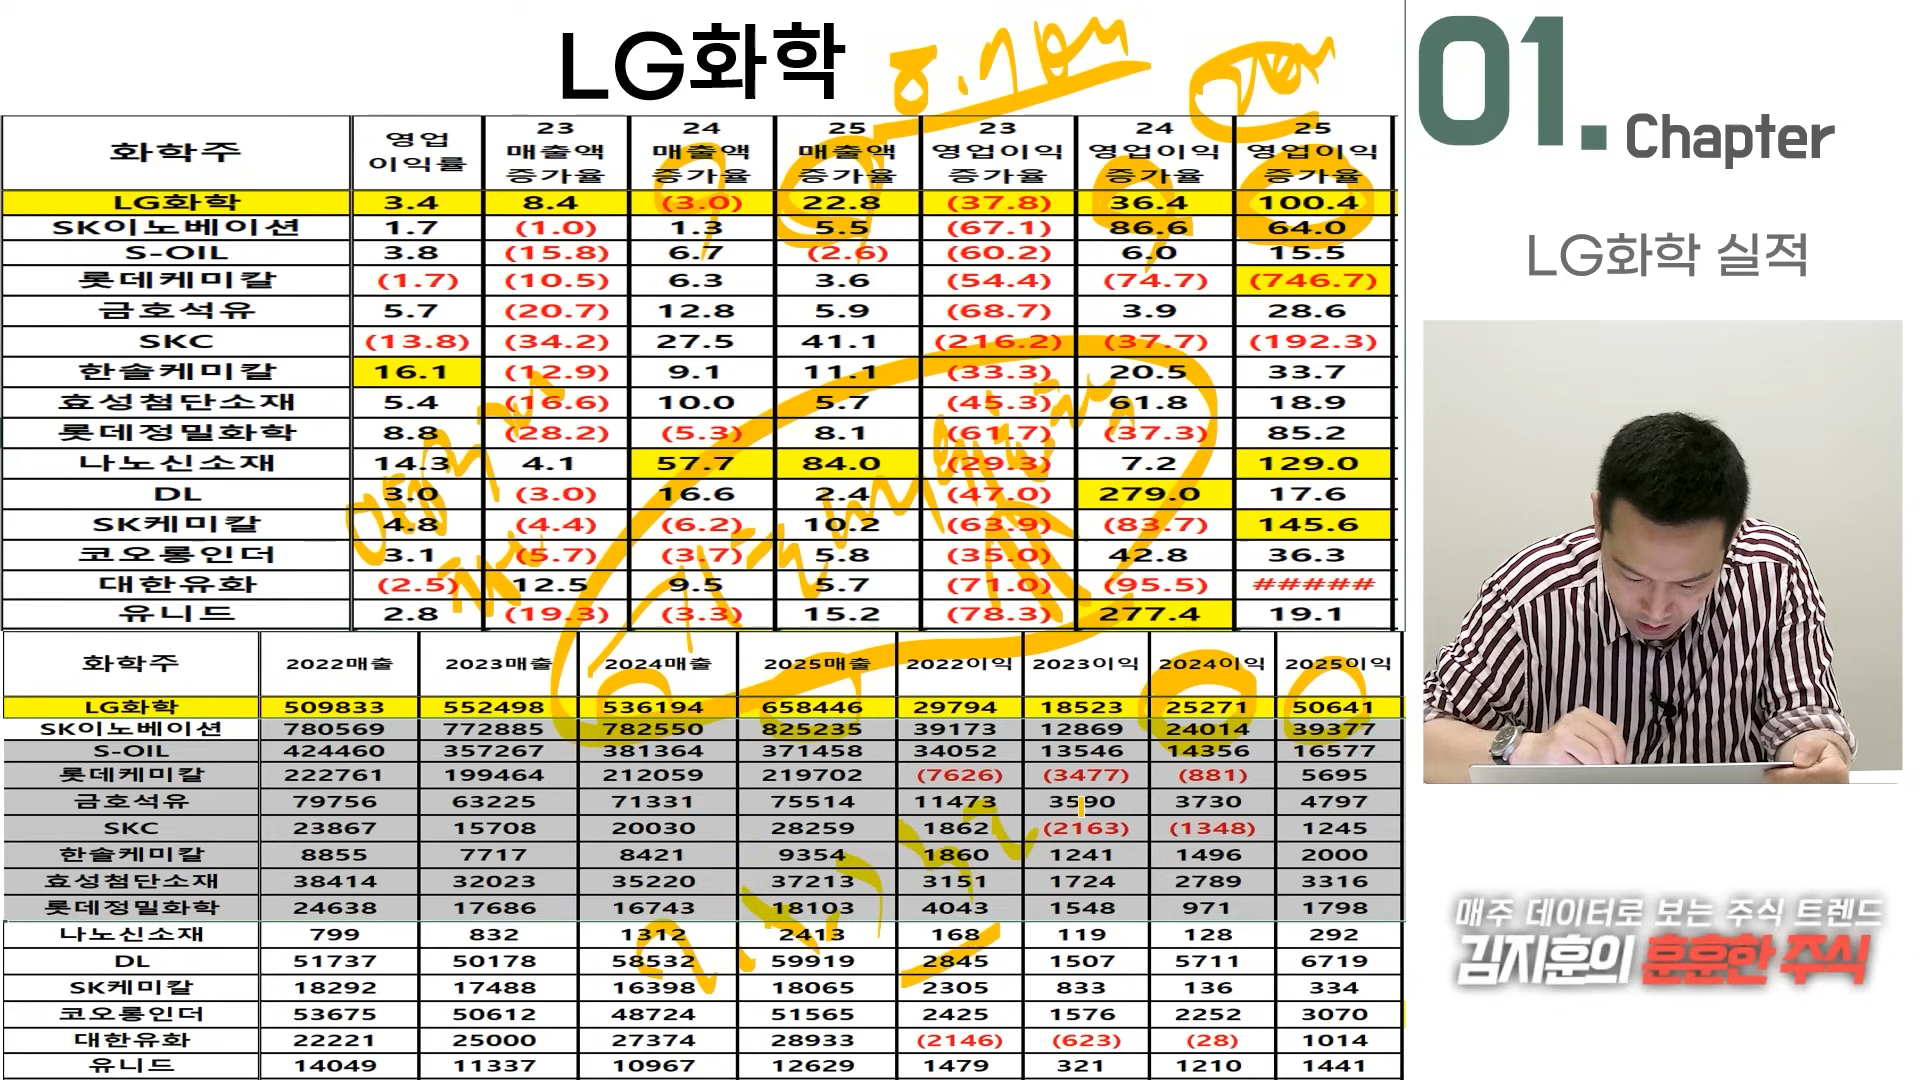 LG화학
화학주 영업 이익률 23 매출액 증가율 24 매출액 증가율 25 매출액 증가율 23 영업이익 증가율 24 영업이익 증가율 25 영업이익 증가율
LG화학 3.4 8.4 (3.0) 22.8 (37.8) 36.4 100.4
SK이노베이션 1.7 (1.0) 1.3 5.5 (67.1) 86.6 64.0
S-OIL 3.8 (15.8) 6.7 (2.6) (60.2) 6.0 15.5
롯데케미칼 (1.7) (10.5) 6.3 3.6 (54.4) (74.7) (746.7)
금호석유 5.7 (20.7) 12.8 5.9 (68.7) 3.9 28.6
SKC (13.8) (34.2) 27.5 41.1 (216.2) (37.7) (192.3)
한솔케미칼 16.1 (12.9) 9.1 11.1 (33.3) 20.5 33.7
효성첨단소재 5.4 (16.6) 10.0 5.7 (45.3) 61.8 18.9
롯데정밀화학 8.8 (28.2) (5.3) 8.1 (61.7) (37.3) 85.2
나노신소재 14.3 4.1 57.7 84.0 (29.3) 7.2 129.0
DL 3.0 (3.0) 16.6 2.4 (47.0) 279.0 17.6
SK케미칼 4.8 (4.4) (6.2) 10.2 (63.9) (83.7) 145.6
코오롱인더 3.1 (5.7) (3.7) 5.8 (35.0) 42.8 36.3
대한유화 (2.5) 12.5 9.5 5.7 (71.0) (95.5) #####
유니드 2.8 (19.3) (3.3) 15.2 (78.3) 277.4 19.1
화학주 2022매출 2023매출 2024매출 2025매출 2022이익 2023이익 2024이익 2025이익
LG화학 509833 552498 536194 658446 29794 18523 25271 50641
SK이노베이션 780569 772885 782550 825235 39173 12869 24014 39377
S-OIL 424460 357267 381364 371458 34052 13546 14356 16577
롯데케미칼 222761 199464 212059 219702 (7626) (3477) (881) 5695
금호석유 79756 63225 71331 75514 11473 3590 3730 4797
SKC 23867 15708 20030 28259 1862 (2163) (1348) 1245
한솔케미칼 8855 7717 8421 9354 1860 1241 1496 2000
효성첨단소재 38414 32023 35220 37213 3151 1724 2789 3316
롯데정밀화학 24638 17686 16743 18103 4043 1548 971 1798
나노신소재 799 832 1312 2413 168 119 128 292
DL 51737 50178 58532 59919 2845 1507 5711 6719
SK케미칼 18292 17488 16398 18065 2305 833 136 334
코오롱인더 53675 50612 48724 51565 2425 1576 2252 3070
대한유화 22221 25000 27374 28933 (2146) (623) (28) 1014
유니드 14049 11337 10967 12629 1479 321 1210 1441
01. Chapter
LG화학 실적
매주 데이터로 보는 주식 트렌드
김지훈의 훈훈한 주식